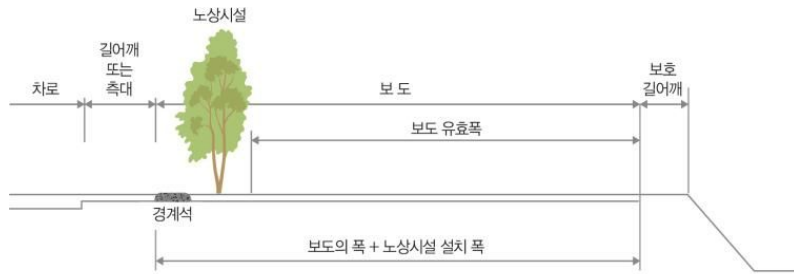 노상시설
길어깨
또는
측대
차로
보 도
보호
길어깨
보도 유효폭
경계석
보도의 폭 + 노상시설 설치 폭